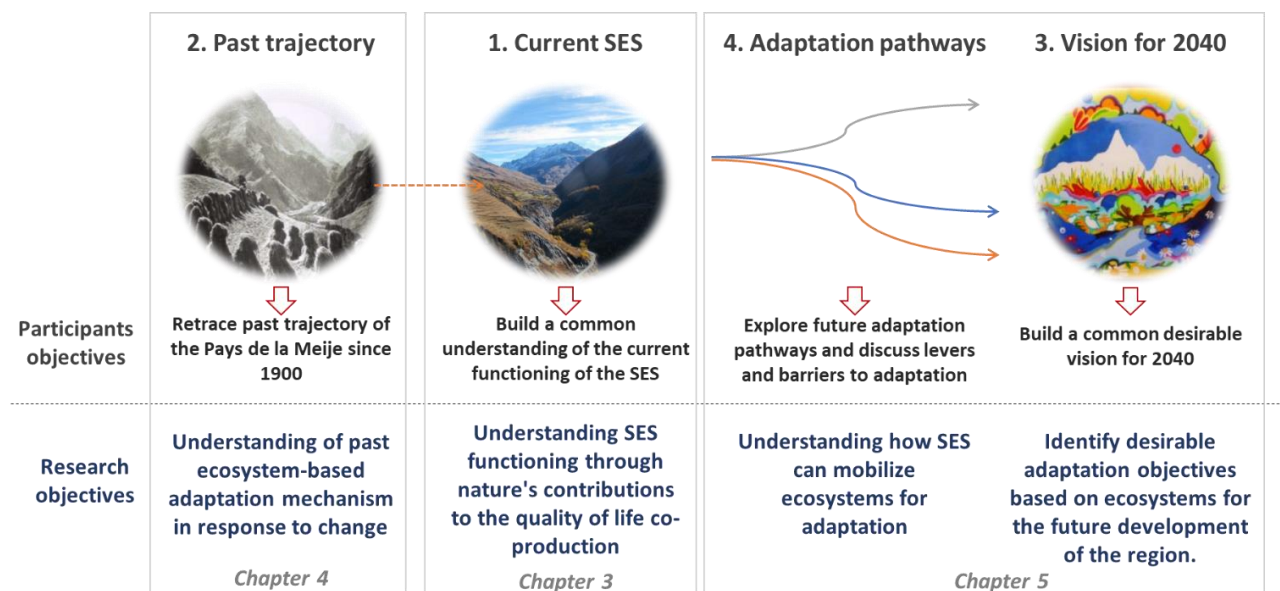 2. Past trajectory
1. Current SES
4. Adaptation pathways
3. Vision for 2040
Participants
objectives
Retrace past trajectory of
the Pays de la Meije since
1900
Build a common
understanding of the current
functioning of the SES
Explore future adaptation
pathways and discuss levers
and barriers to adaptation
Build a common desirable
vision for 2040
Research
objectives
Understanding of past
ecosystem-based
adaptation mechanism
in response to change
Understanding SES
functioning through
nature's contributions
to the quality of life co-
production
Understanding how SES
can mobilize
ecosystems for
adaptation
Identify desirable
adaptation objectives
based on ecosystems for
the future development
of the region.
Chapter 4
Chapter 3
Chapter 5